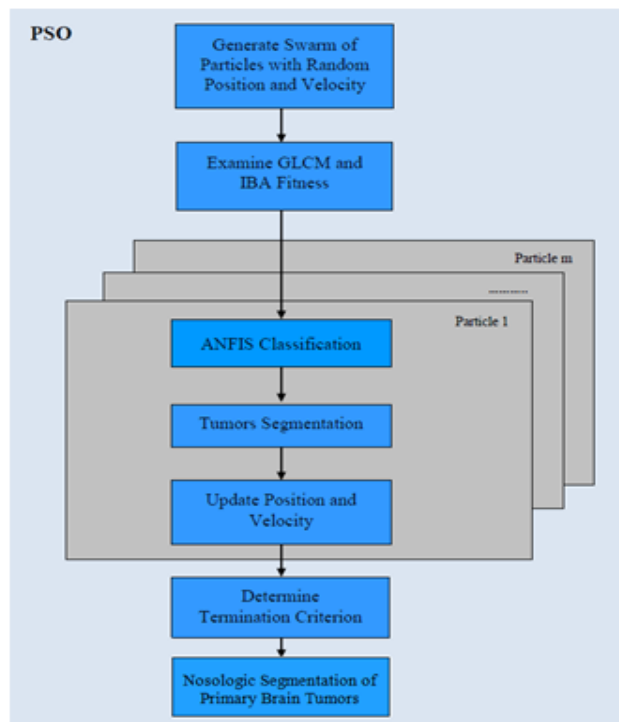 PSO
Generate Swarm of
Particles with Random
Position and Velocity
Examine GLCM and
IBA Fitness
Particle m
...........
Particle 1
ANFIS Classification
Tumors Segmentation
Update Position and
Velocity
Determine
Termination Criterion
Nosologic Segmentation of
Primary Brain Tumors